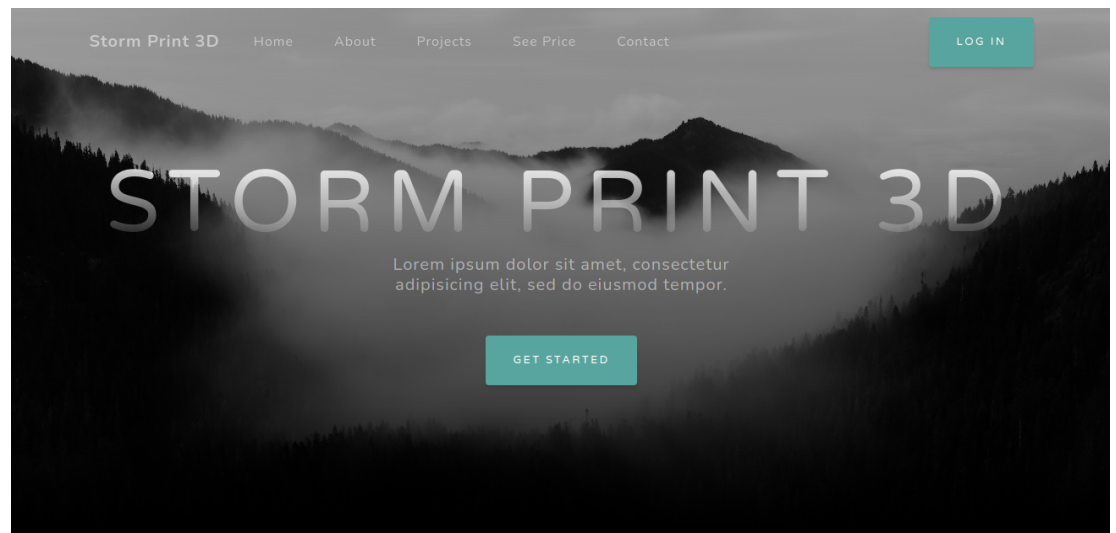 Storm Print 3D
Home
About
Projects
See Price
Contact
LOG IN
STORM PRINT 3D
Lorem ipsum dolor sit amet, consectetur
adipisicing elit, sed do eiusmod tempor.
GET STARTED